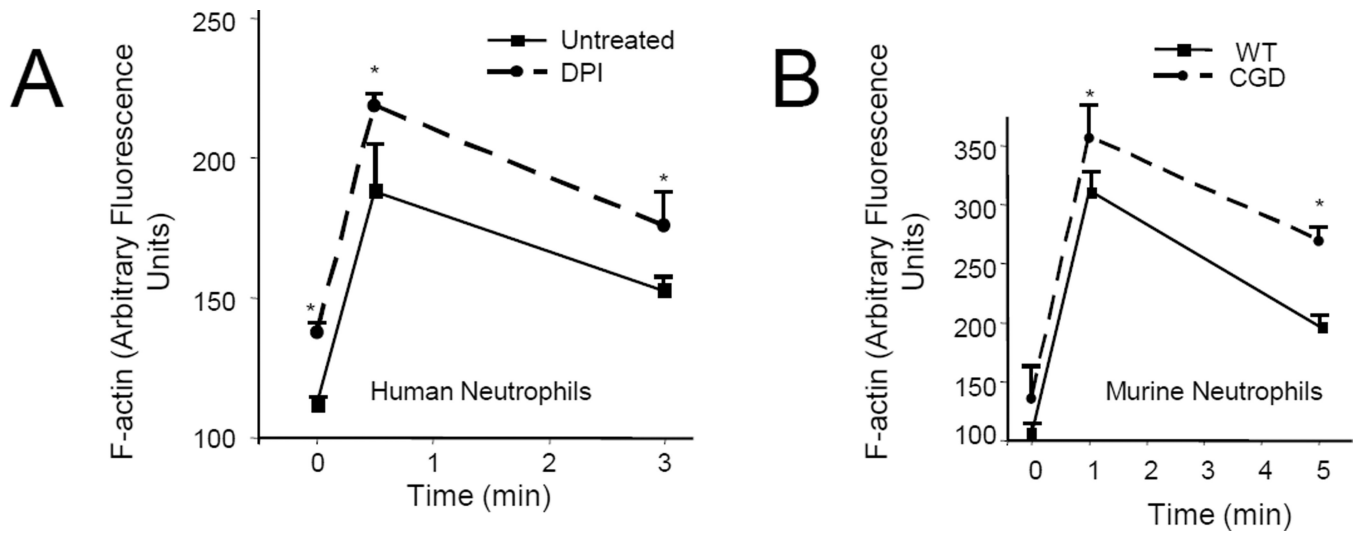 A
F-actin (Arbitrary Fluorescence
Units)
250
200
150
100
Untreated
DPI
*
*
*
Human Neutrophils
0 1 2 3
Time (min)
B
F-actin (Arbitrary Fluorescence
Units)
350
300
250
200
150
100
WT
CGD
*
*
Murine Neutrophils
0 1 2 3 4 5
Time (min)